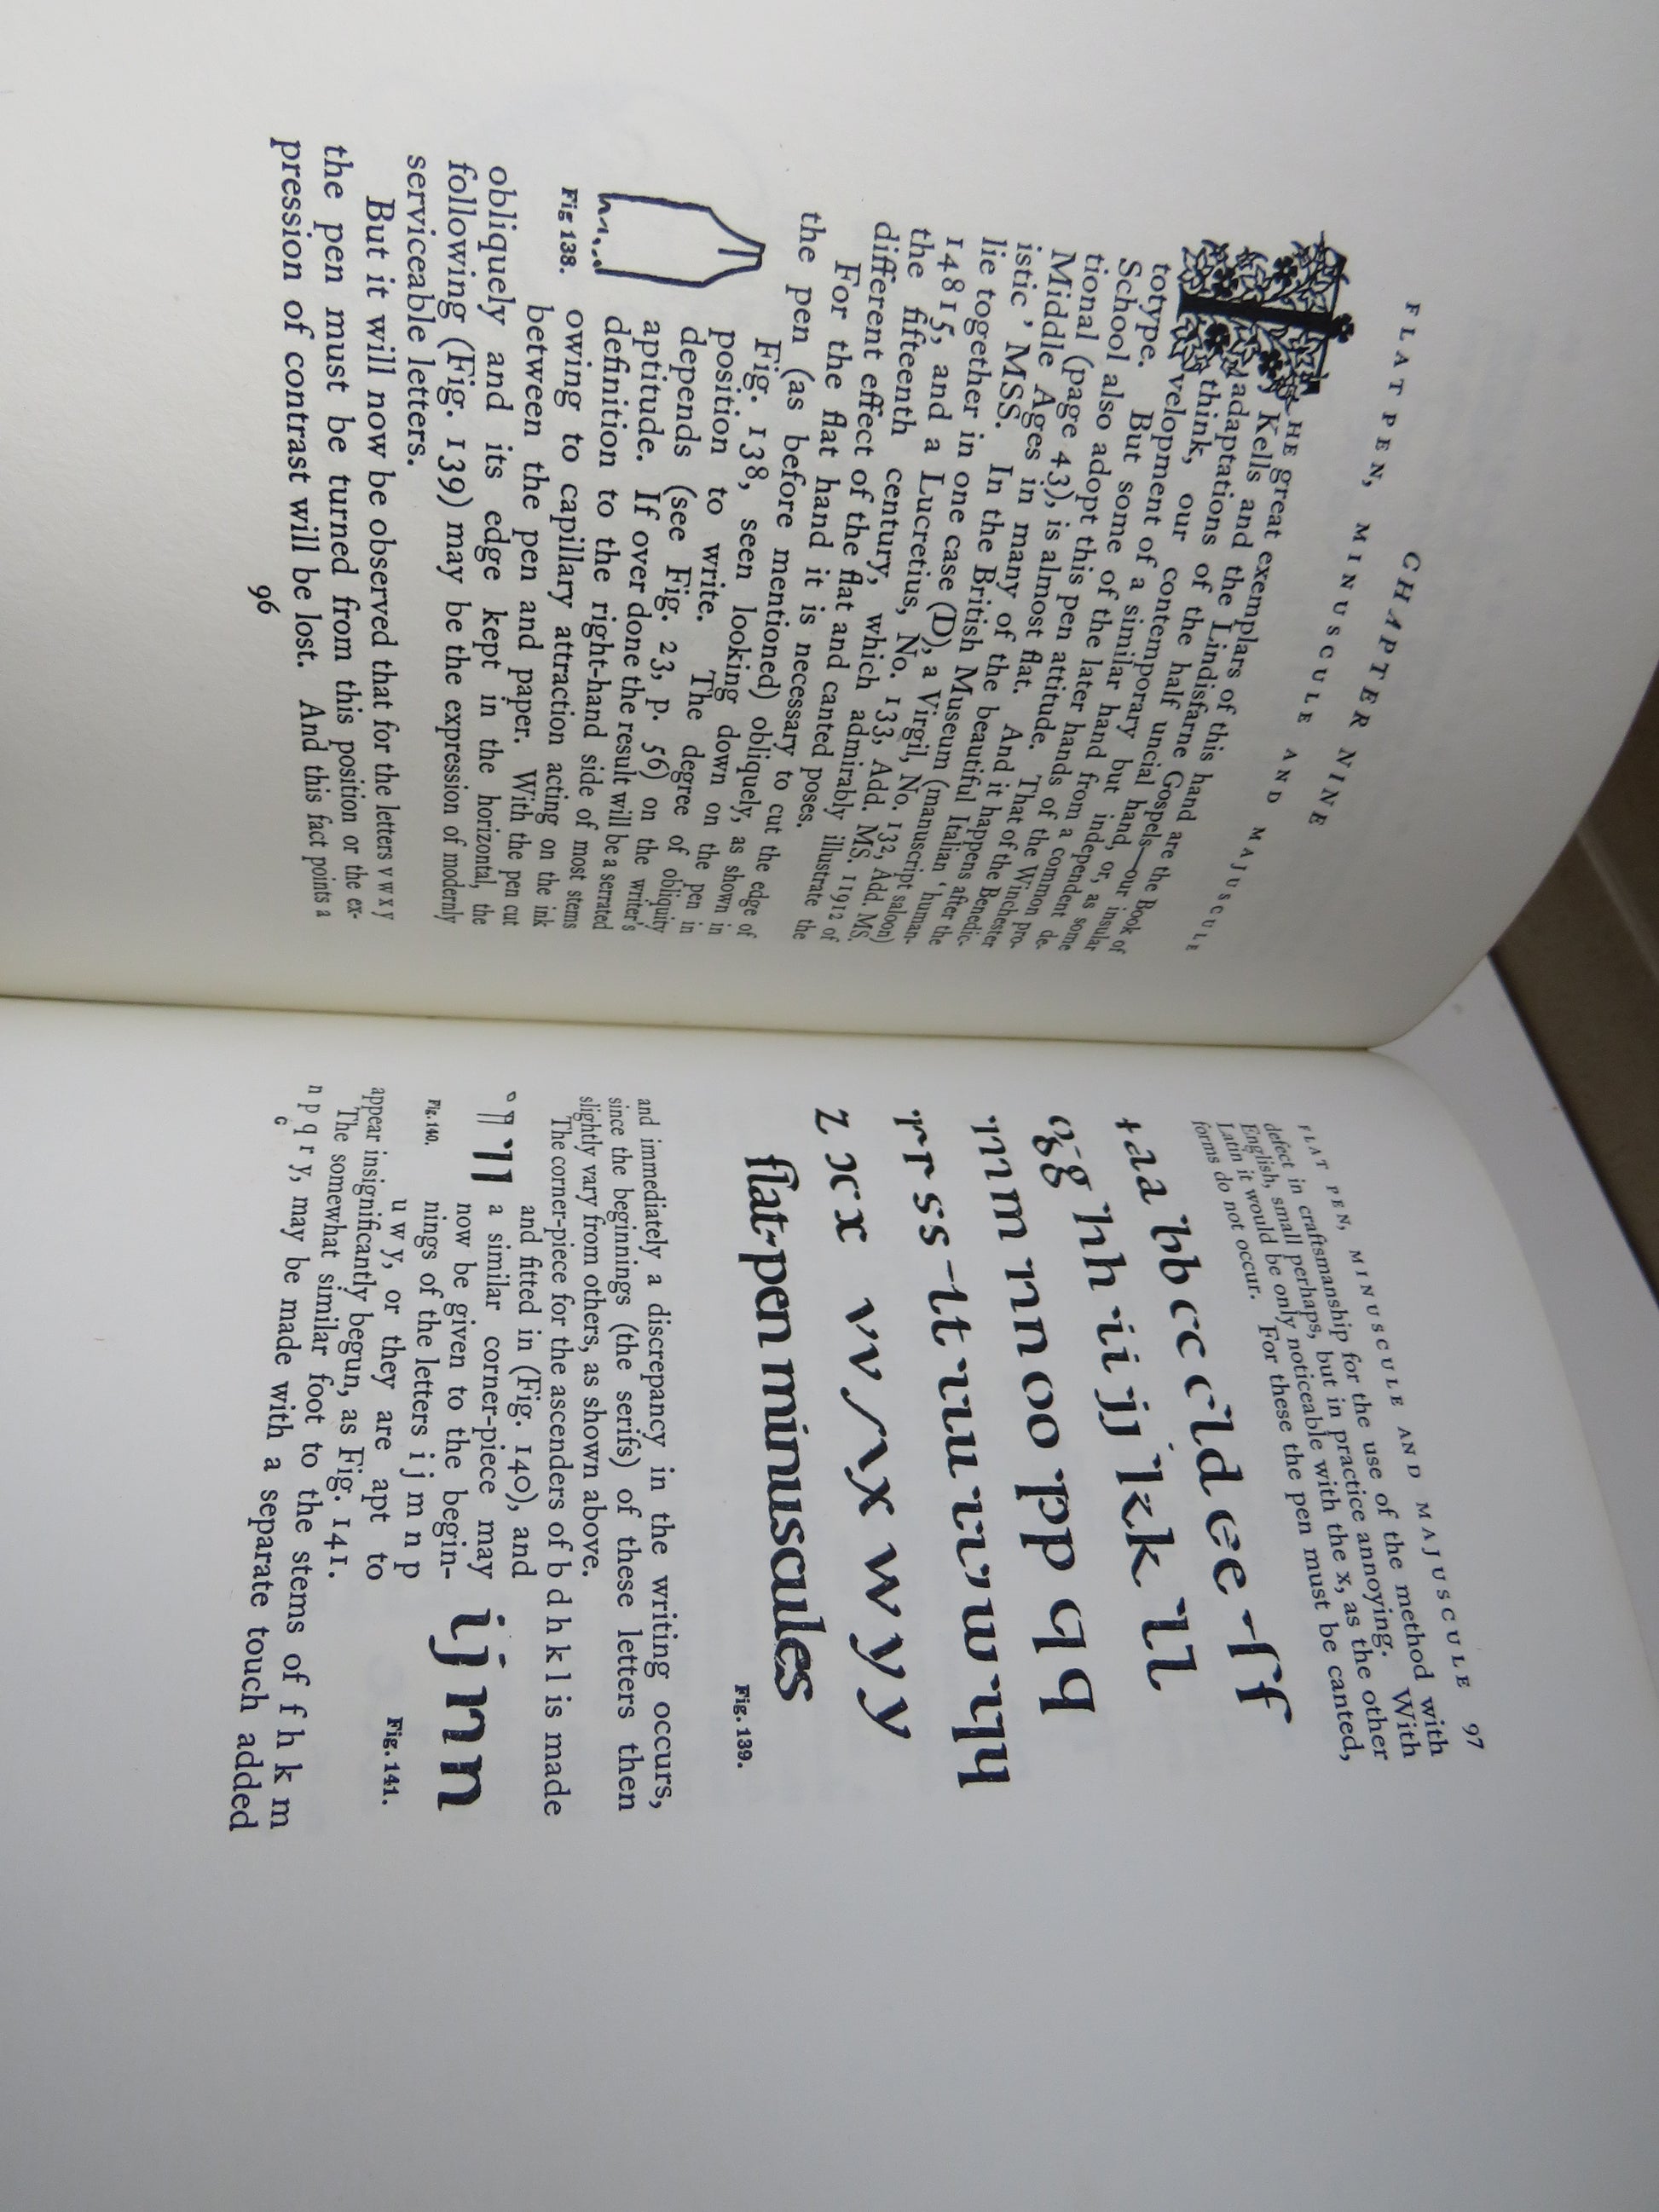 CHAPTER NINE
FLAT PEN, MINUSCULE AND MAJUSCULE
THE great exemplars of this hand are the Book of
Kells and the Lindisfarne Gospels—our insular
adaptations of the half uncial hand, or, as some
think, our contemporary but independent de-
velopment of a similar hand from a common pro-
totype. But some of the later hands of the Winchester
School also adopt this pen attitude. That of the Benedic-
tional (page 43), is almost flat. And it happens after the
Middle Ages in many of the beautiful Italian 'human-
istic' MSS. In the British Museum (manuscript saloon)
lie together in one case (D), a Virgil, No. 132, Add. MS.
14815, and a Lucretius, No. 133, Add. MS. 11912 of
the fifteenth century, which admirably illustrate the
different effect of the flat and canted poses.
For the flat hand it is necessary to cut the edge of
the pen (as before mentioned) obliquely, as shown in
Fig. 138, seen looking down on the pen in
position to write. The degree of obliquity
depends (see Fig. 23, p. 56) on the writer's
aptitude. If over done the result will be a serrated
definition to the right-hand side of most stems
owing to capillary attraction acting on the ink
between the pen and paper. With the pen cut
Fig 138.
obliquely and its edge kept in the horizontal, the
following (Fig. 139) may be the expression of modernly
serviceable letters.
But it will now be observed that for the letters v w x y
the pen must be turned from this position or the ex-
pression of contrast will be lost. And this fact points a
96
FLAT PEN, MINUSCULE AND MAJUSCULE 97
defect in craftsmanship for the use of the method with
English, small perhaps, but in practice annoying. With
Latin it would be only noticeable with the x, as the other
forms do not occur. For these the pen must be canted,
flat-pen minuscules
Fig. 139.
and immediately a discrepancy in the writing occurs,
since the beginnings (the serifs) of these letters then
slightly vary from others, as shown above.
The corner-piece for the ascenders of b d h k l is made
and fitted in (Fig. 140), and
a similar corner-piece may
now be given to the begin-
nings of the letters i j m n p
u w y, or they are apt to
Fig. 140.
i j n n
Fig. 141.
appear insignificantly begun, as Fig. 141.
The somewhat similar foot to the stems of f h k m
n p q r y, may be made with a separate touch added
G